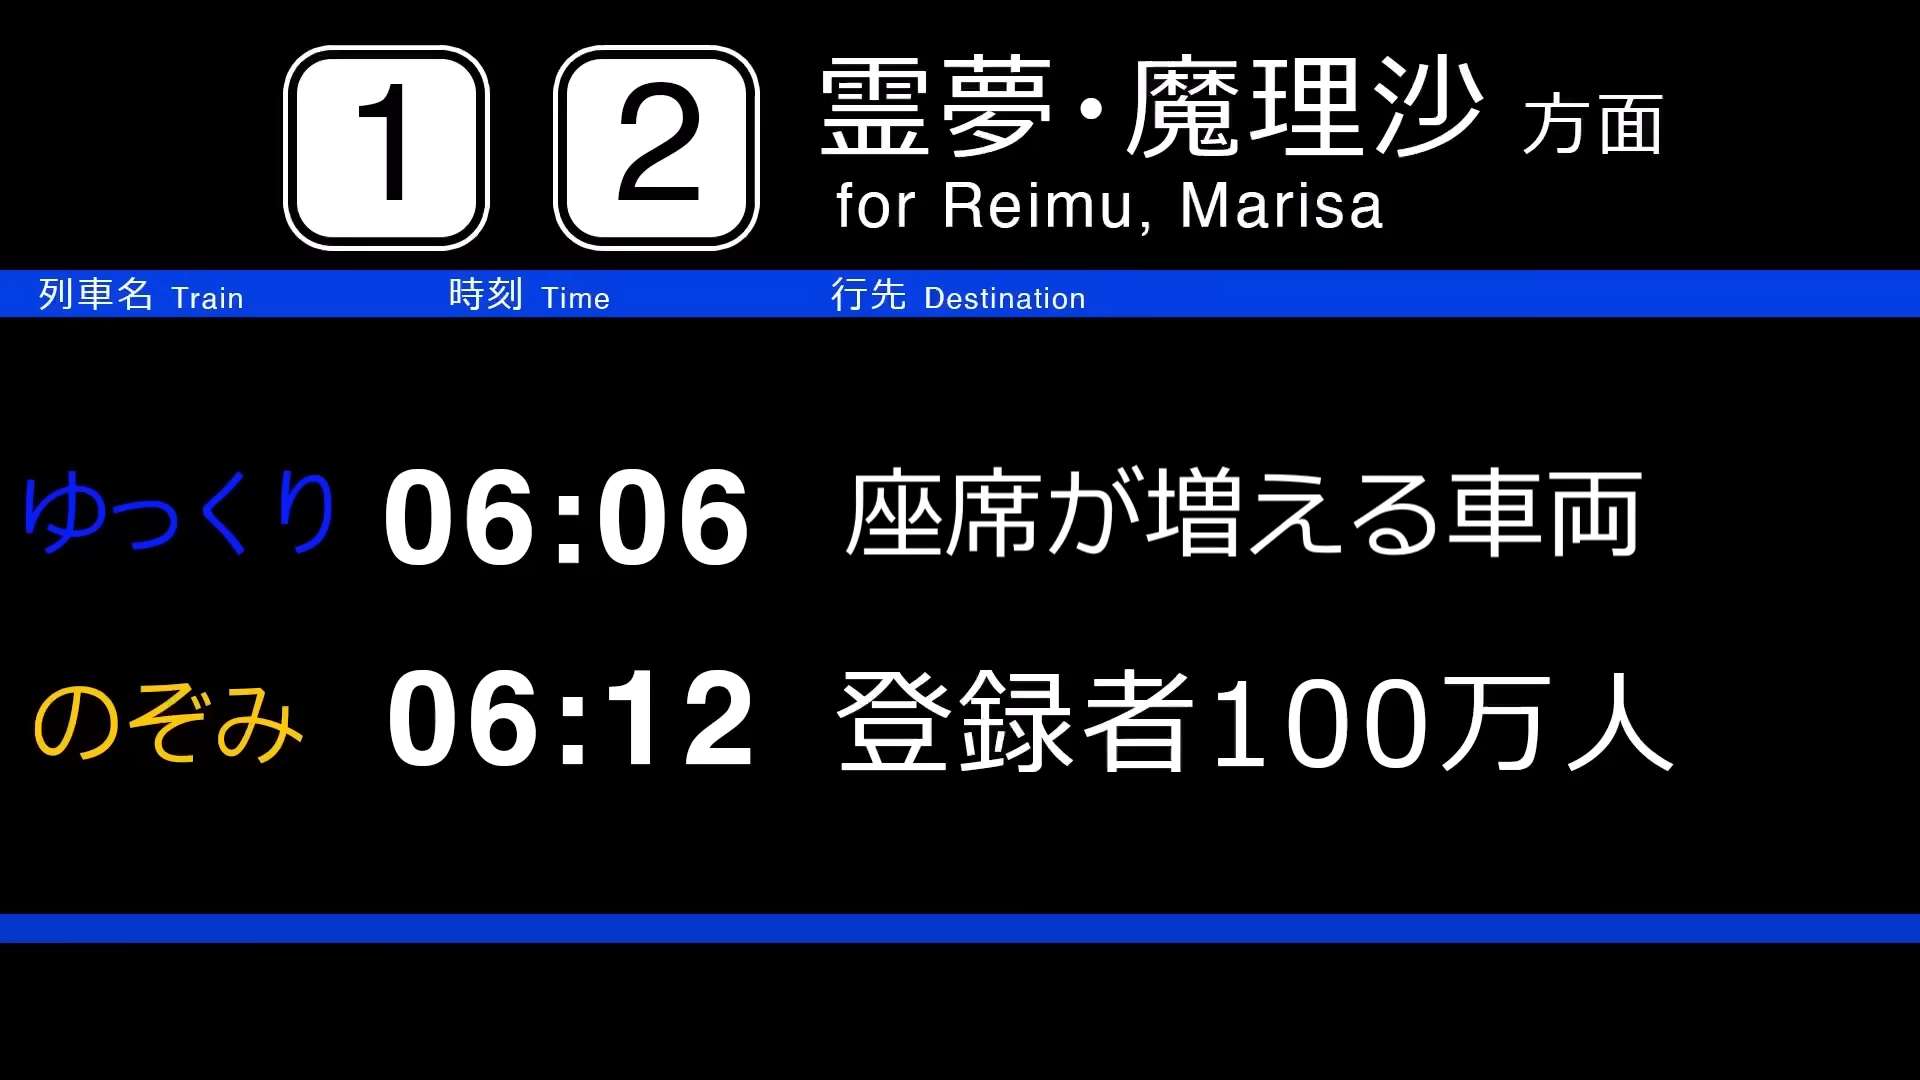 1 2 霊夢・魔理沙 方面
for Reimu, Marisa
列車名 Train 時刻 Time 行先 Destination
ゆっくり 06:06 座席が増える車両
のぞみ 06:12 登録者100万人